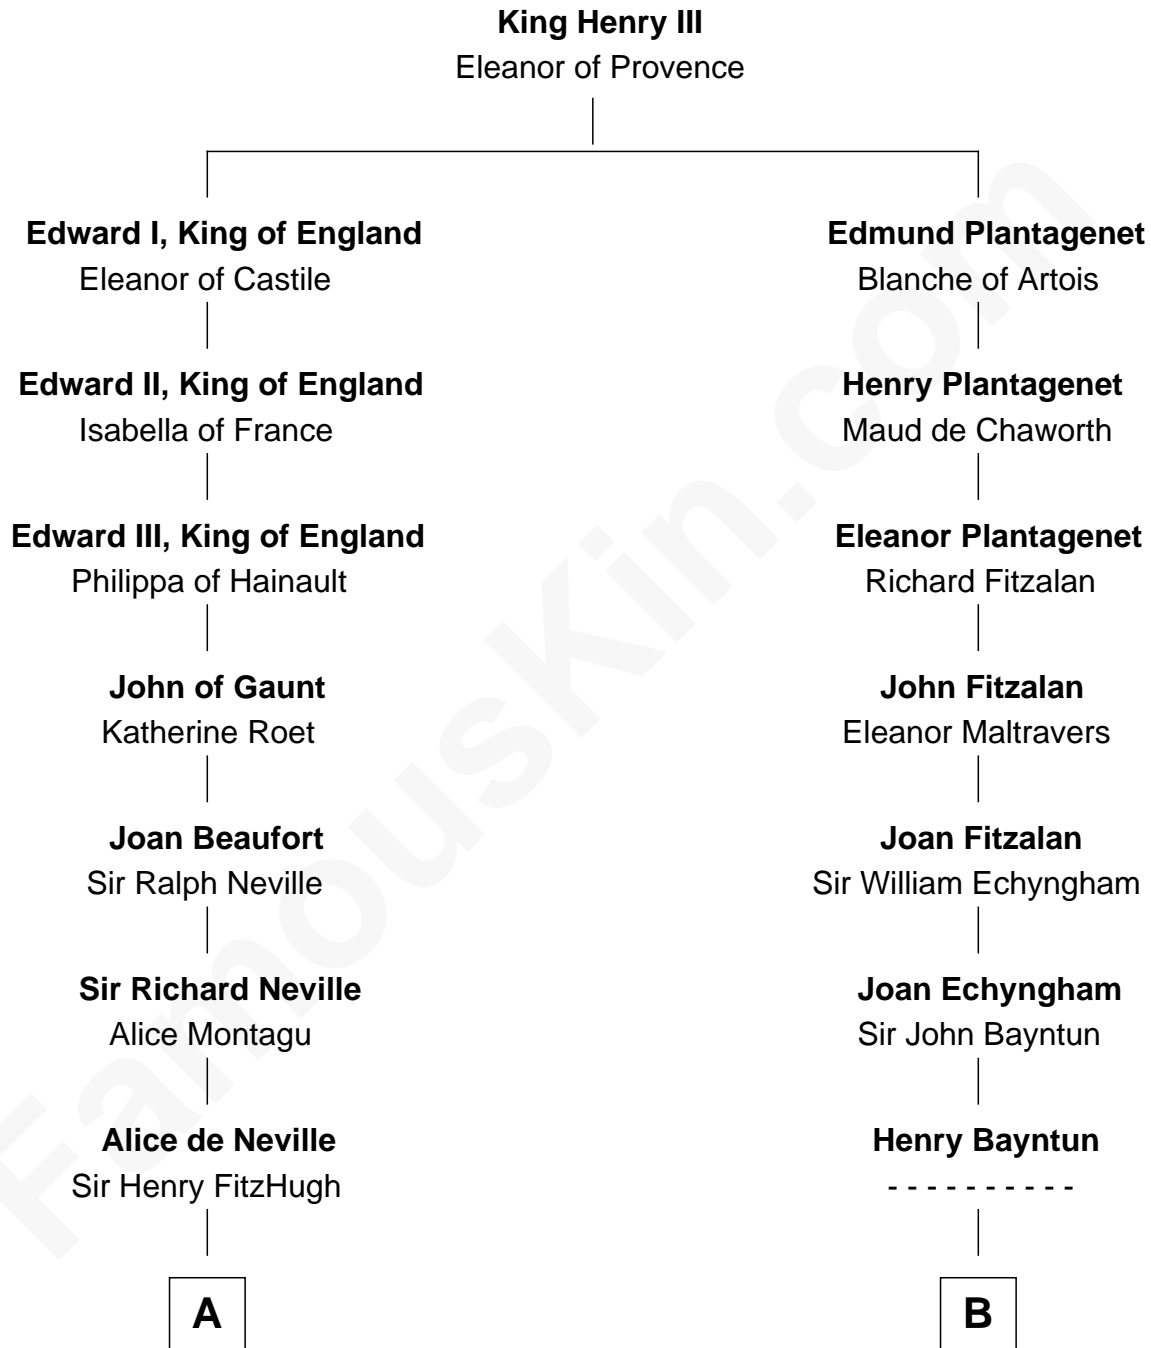 King Henry III
Eleanor of Provence
Edward I, King of England
Eleanor of Castile
Edmund Plantagenet
Blanche of Artois
Edward II, King of England
Isabella of France
Henry Plantagenet
Maud de Chaworth
Edward III, King of England
Philippa of Hainault
Eleanor Plantagenet
Richard Fitzalan
John of Gaunt
Katherine Roet
John Fitzalan
Eleanor Maltravers
Joan Beaufort
Sir Ralph Neville
Joan Fitzalan
Sir William Echyngham
Sir Richard Neville
Alice Montagu
Joan Echyngham
Sir John Bayntun
Alice de Neville
Sir Henry FitzHugh
Henry Bayntun
- - - - - - - - - -
A
B
FamousKin.com